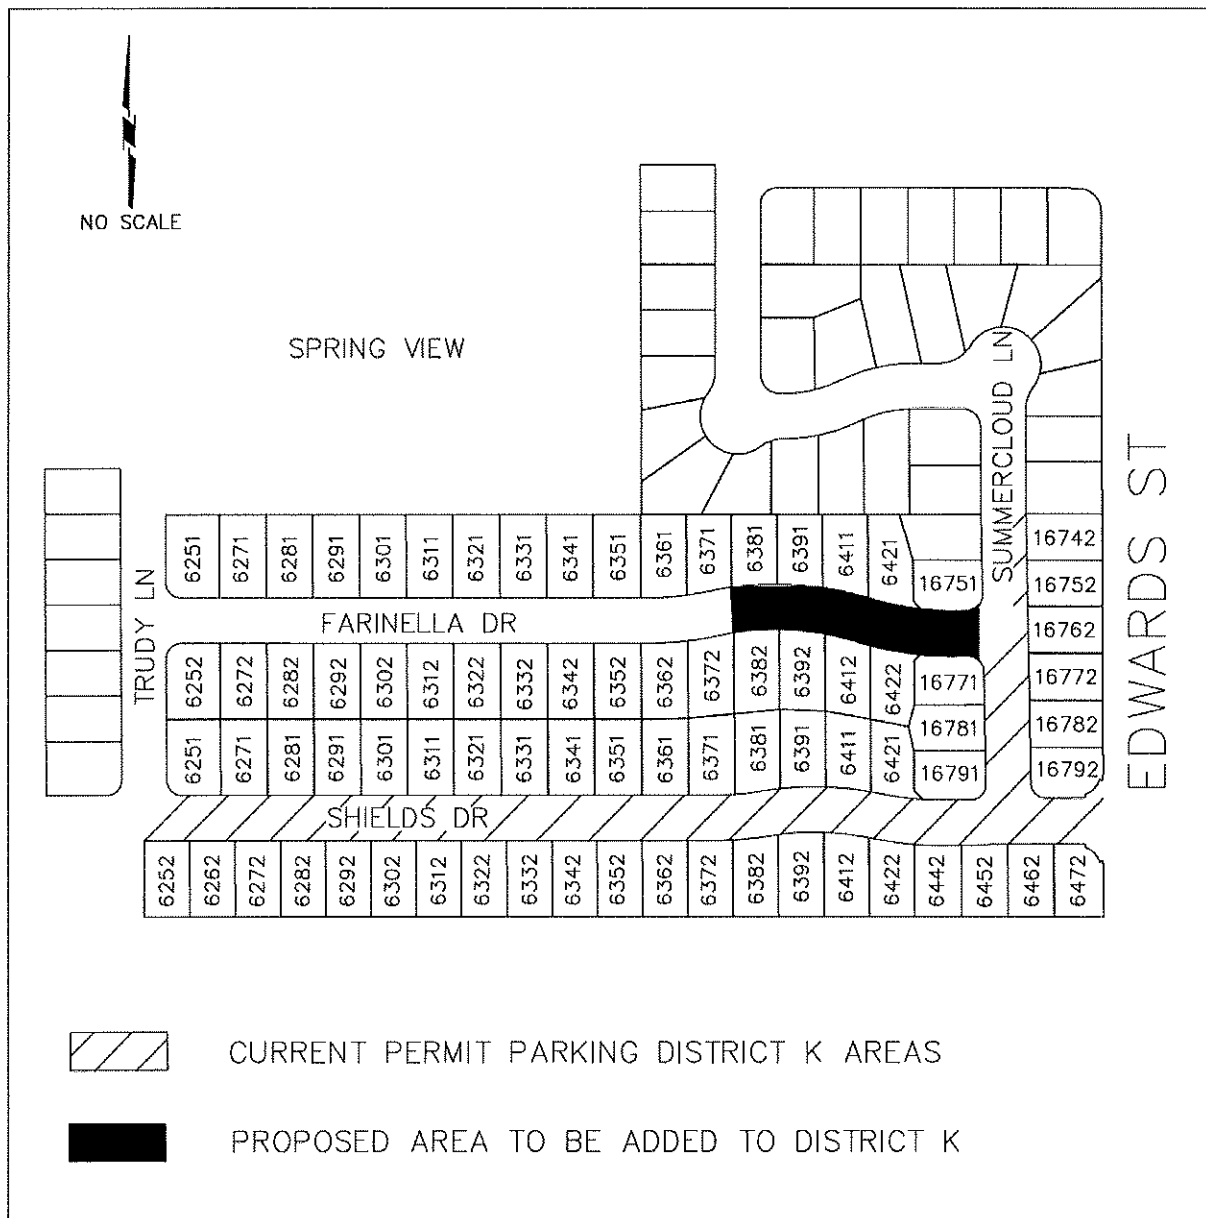 NO SCALE
SPRING VIEW
SUMMERCLOUD LN
EDWARDS ST
TRUDY LN
6251 6271 6281 6291 6301 6311 6321 6331 6341 6351 6361 6371 6381 6391 6411 6421
16751
16742
16752
16762
16772
16782
16792
FARINELLA DR
6252 6272 6282 6292 6302 6312 6322 6332 6342 6352 6362 6372 6382 6392 6412 6422
16771
16781
16791
6251 6271 6281 6291 6301 6311 6321 6331 6341 6351 6361 6371 6381 6391 6411 6421
SHIELDS DR
6252 6262 6272 6282 6292 6302 6312 6322 6332 6342 6352 6362 6372 6382 6392 6412 6422 6442 6452 6462 6472
CURRENT PERMIT PARKING DISTRICT K AREAS
PROPOSED AREA TO BE ADDED TO DISTRICT K